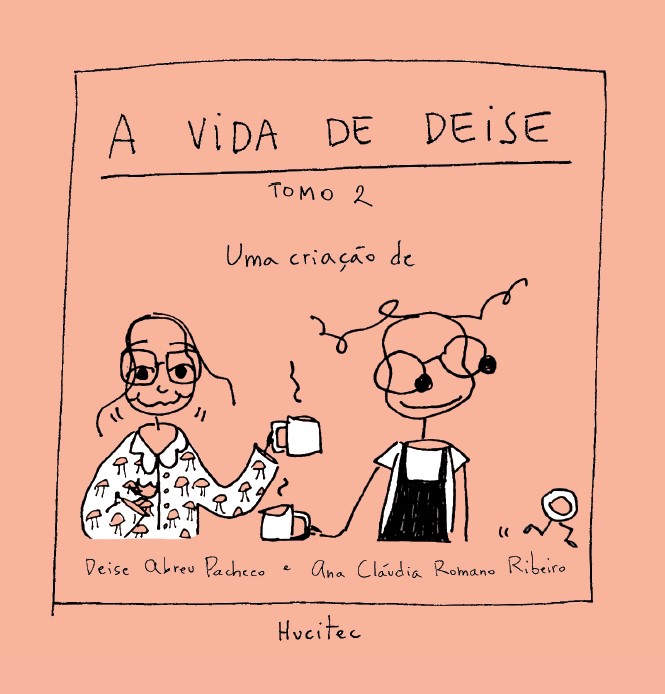 A VIDA DE DEISE
TOMO 2
Uma criação de
Deise Abreu Pacheco e Ana Cláudia Romano Ribeiro
Hucitec